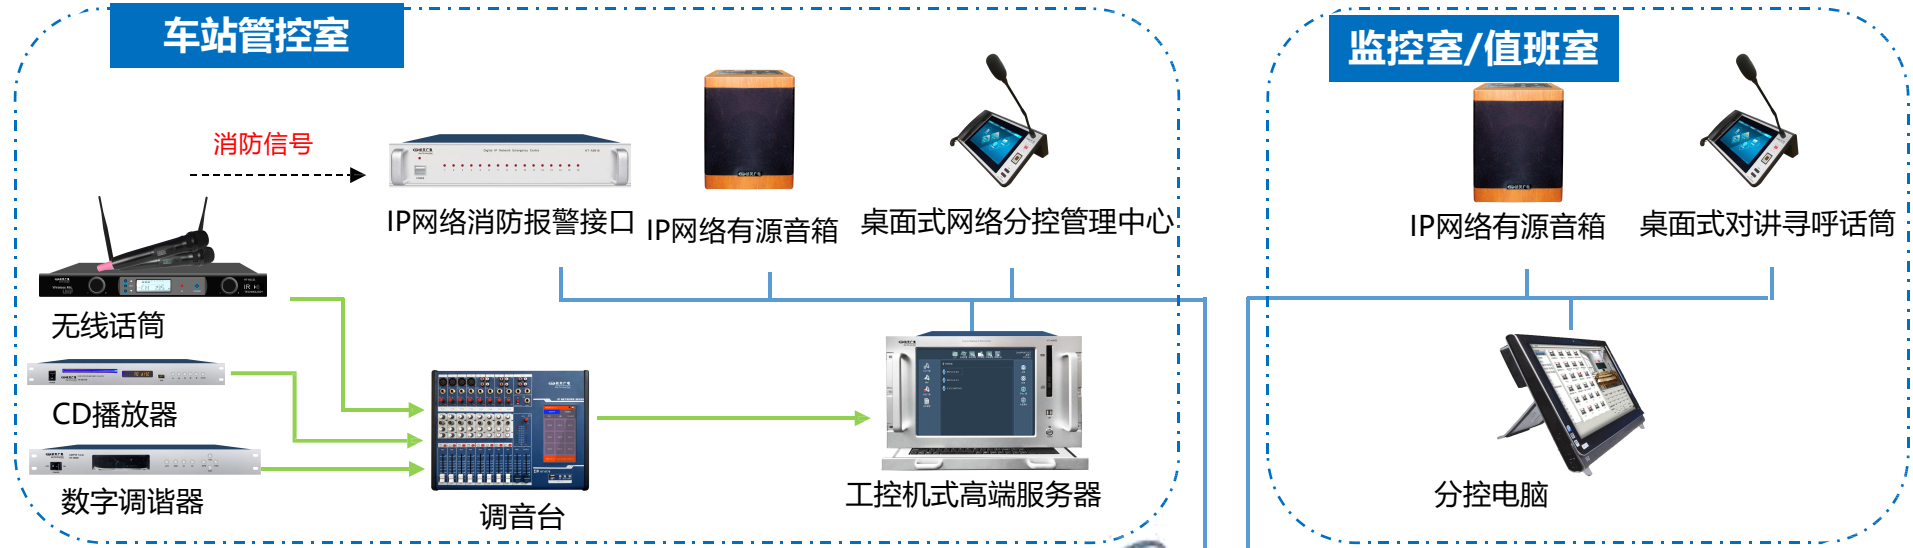 车站管控室
监控室/值班室
消防信号
IP网络消防报警接口
IP网络有源音箱
桌面式网络分控管理中心
IP网络有源音箱
桌面式对讲寻呼话筒
无线话筒
CD播放器
数字调谐器
调音台
工控机式高端服务器
分控电脑